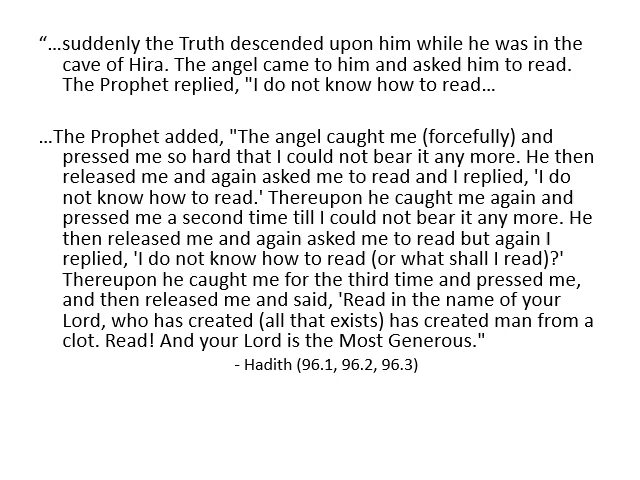 “…suddenly the Truth descended upon him while he was in the
cave of Hira. The angel came to him and asked him to read.
The Prophet replied, "I do not know how to read…
…The Prophet added, "The angel caught me (forcefully) and
pressed me so hard that I could not bear it any more. He then
released me and again asked me to read and I replied, 'I do
not know how to read.' Thereupon he caught me again and
pressed me a second time till I could not bear it any more. He
then released me and again asked me to read but again I
replied, 'I do not know how to read (or what shall I read)?'
Thereupon he caught me for the third time and pressed me,
and then released me and said, 'Read in the name of your
Lord, who has created (all that exists) has created man from a
clot. Read! And your Lord is the Most Generous."
- Hadith (96.1, 96.2, 96.3)